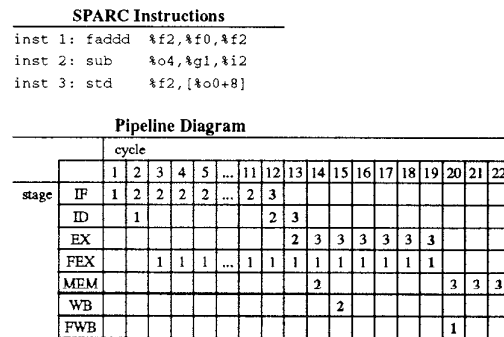 SPARC Instructions
inst 1: faddd %f2,%f0,%f2
inst 2: sub %o4,%g1,%i2
inst 3: std %f2,[%o0+8]
Pipeline Diagram
cycle
1 2 3 4 5 ... 11 12 13 14 15 16 17 18 19 20 21 22
stage IF 1 2 2 2 2 ... 2 3
ID 1 2 3
EX 2 3 3 3 3 3 3
FEX 1 1 1 ... 1 1 1 1 1 1 1 1 1
MEM 2 3 3 3
WB 2
FWB 1